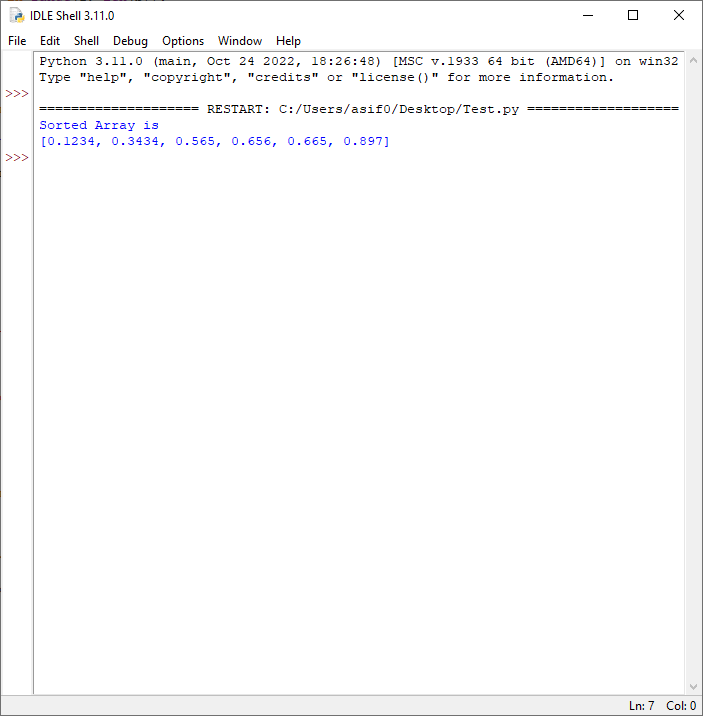 IDLE Shell 3.11.0
File Edit Shell Debug Options Window Help
Python 3.11.0 (main, Oct 24 2022, 18:26:48) [MSC v.1933 64 bit (AMD64)] on win32
Type "help", "copyright", "credits" or "license()" for more information.
>>>
==================== RESTART: C:/Users/asif0/Desktop/Test.py ===================
Sorted Array is
[0.1234, 0.3434, 0.565, 0.656, 0.665, 0.897]
>>>
Ln: 7 Col: 0